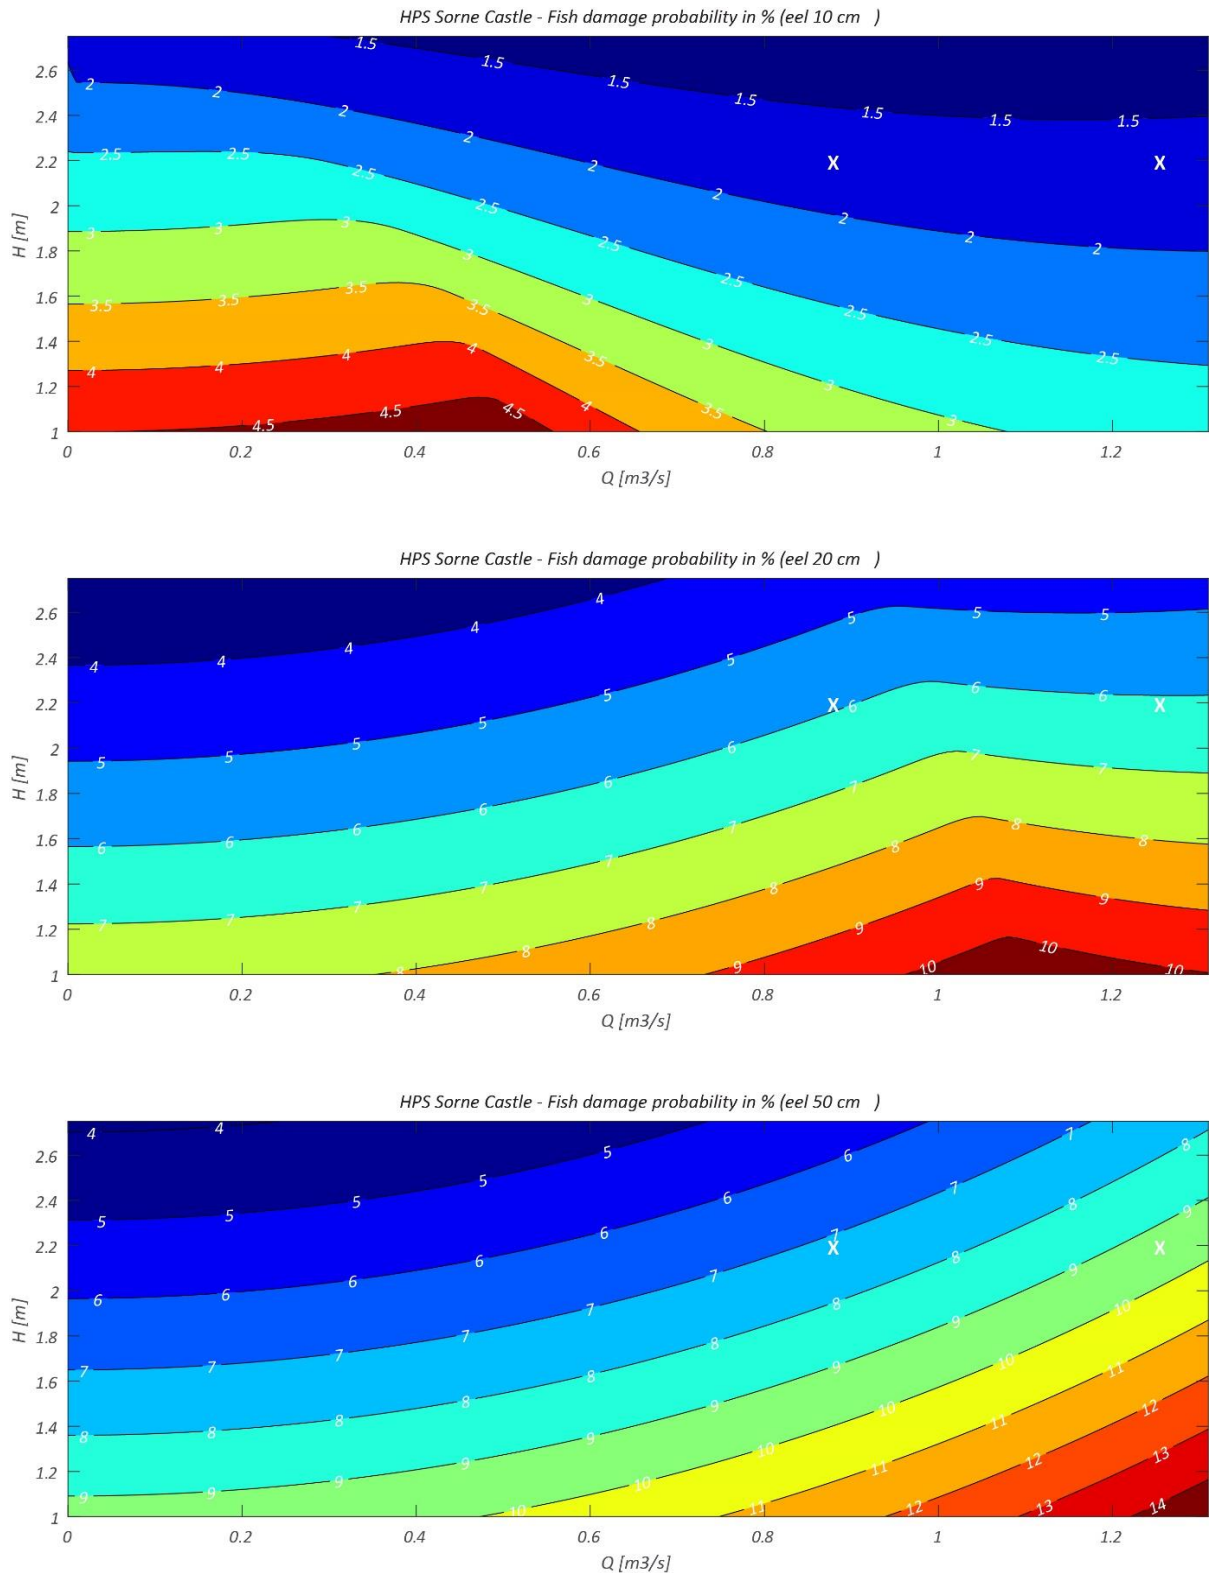 HPS Sorne Castle - Fish damage probability in % (eel 10 cm )
1.5
1.5
2.6 2 2 1.5
2 1.5
2.4 2 1.5 1.5 1.5
2
2.2 2.5 2.5 2.5 2 X X
2 2.5 2
3 3 2
H [m]
1.8 3 2.5 2 2
2.5
1.6 3.5 3.5 3.5 3.5 3 2.5
1.4 4 4 4 4 3.5 3 2.5 2.5
1.2 3
1 4.5 4.5 4.5 4 3.5 3
0 0.2 0.4 0.6 0.8 1 1.2
Q [m3/s]
HPS Sorne Castle - Fish damage probability in % (eel 20 cm )
2.6 4 5 5 5
4
2.4 4 4 4 5
2.2 5 5 X 6 6 6 X
2 5 5 5 6 7
H [m]
1.8 6 6 7 7
1.6 6 6 6 7 8 8 8
1.4 7 7 8 9 9
1.2 7 7 8 9
1 8 8 9 10 10 10
0 0.2 0.4 0.6 0.8 1 1.2
Q [m3/s]
HPS Sorne Castle - Fish damage probability in % (eel 50 cm )
4 4 7
2.6 5 6 8
2.4 5 5 5 5 6 7 8 9
2.2 6 6 7 X 8 X
2 6 6 6 7 7 8 9 10
H [m]
1.8 7 7 7 8 9
1.6 7 8 9 10 11
1.4 8 8 8 8 9 9 10 11 12
1.2 9 9 9 9 10 10 11 12 13
1 10 11 12 13 14
0 0.2 0.4 0.6 0.8 1 1.2
Q [m3/s]